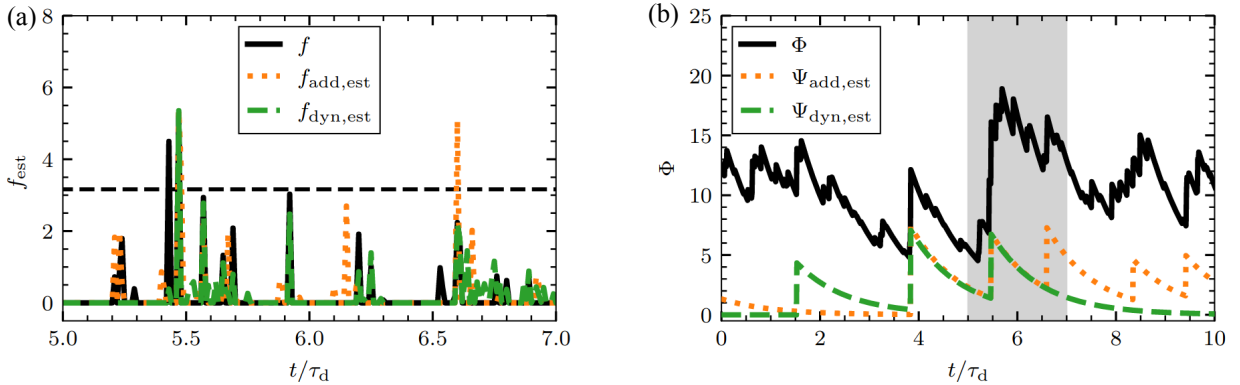 (a)
8
6
4
2
0
f_est
f
f_add,est
f_dyn,est
5.0 5.5 6.0 6.5 7.0
t/τ_d
(b)
25
20
15
10
5
0
Φ
Φ
Ψ_add,est
Ψ_dyn,est
0 2 4 6 8 10
t/τ_d